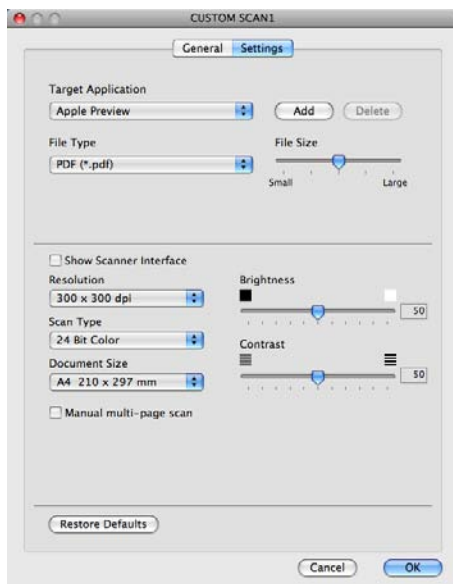 CUSTOM SCAN1
General Settings
Target Application
Apple Preview Add Delete
File Type File Size
PDF (*.pdf)
Small Large
Show Scanner Interface
Resolution Brightness
300 x 300 dpi 50
Scan Type
24 Bit Color
Contrast
Document Size
A4 210 x 297 mm 50
Manual multi-page scan
Restore Defaults
Cancel OK